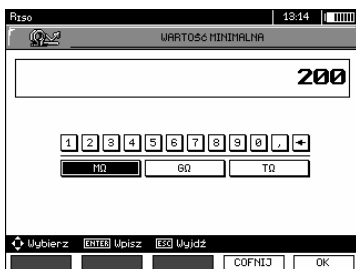 RISO 13:14
WARTOŚĆ MINIMALNA
200
1 2 3 4 5 6 7 8 9 0 , ←
MΩ GΩ TΩ
Wybierz ENTER Wpisz ESC Wyjdź
COFNIJ OK